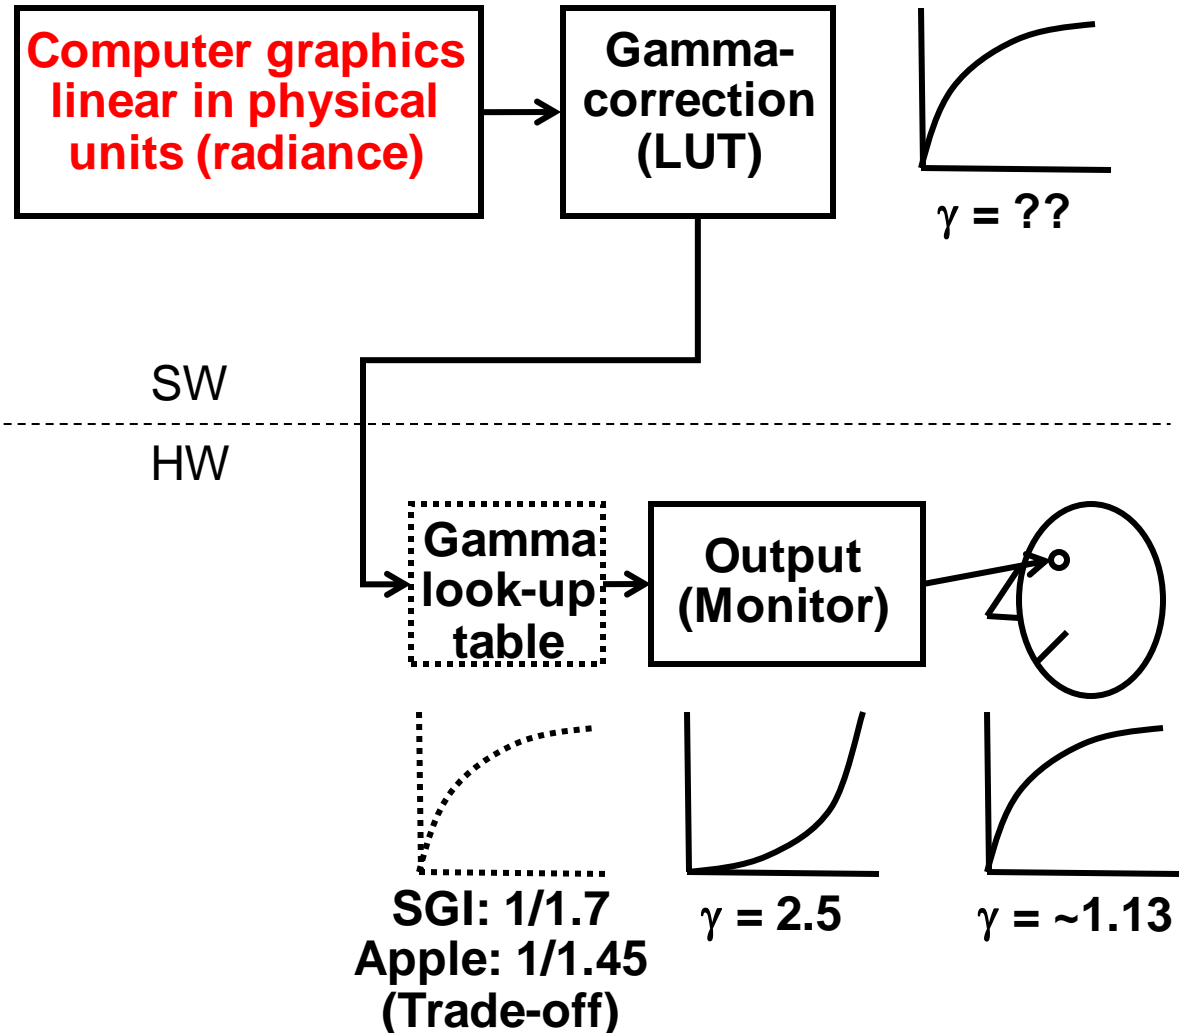 Computer graphics
linear in physical
units (radiance)
Gamma-
correction
(LUT)
γ = ??
SW
HW
Gamma
look-up
table
Output
(Monitor)
SGI: 1/1.7
Apple: 1/1.45
(Trade-off)
γ = 2.5
γ = ~1.13